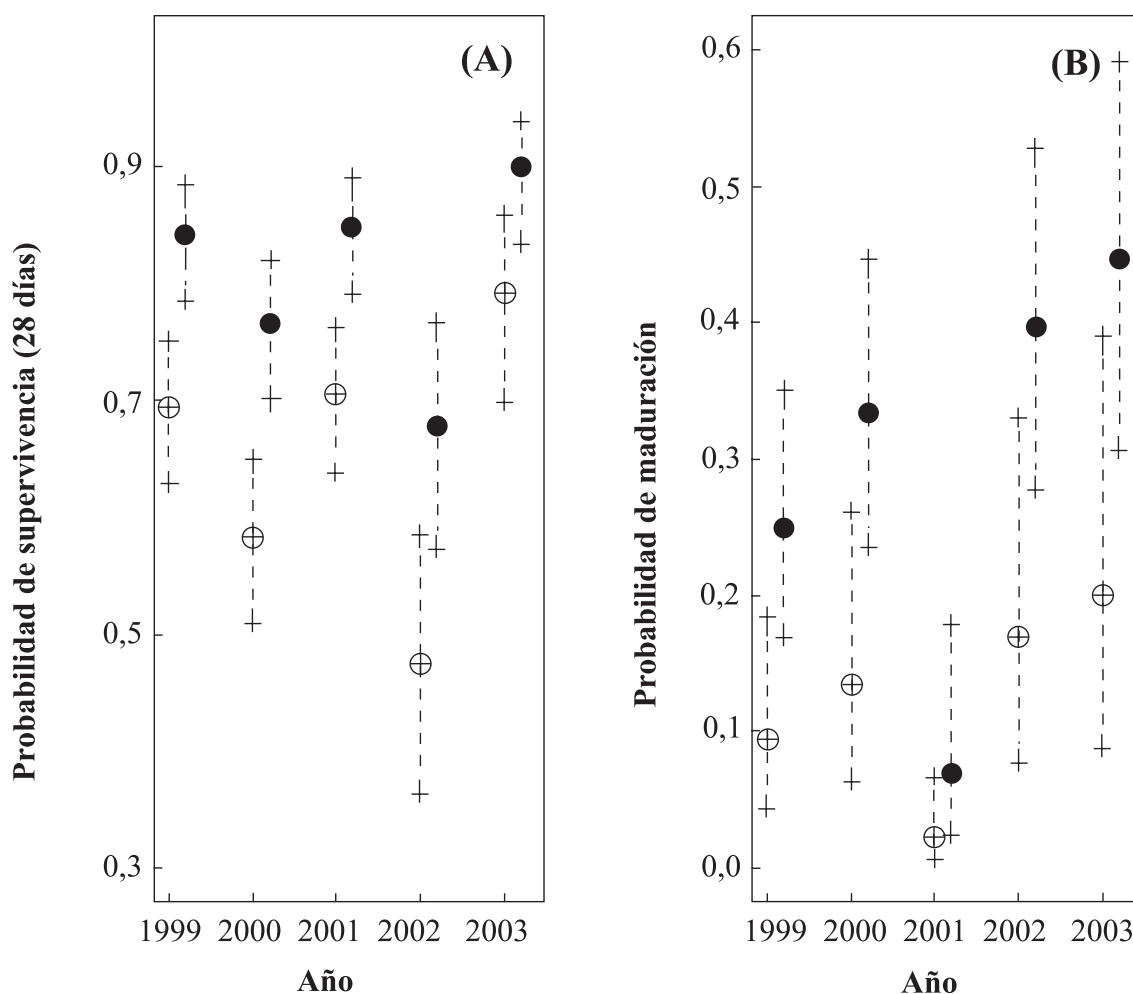 (A)
Probabilidad de supervivencia (28 días)
0,9
0,7
0,5
0,3
1999 2000 2001 2002 2003
Año
(B)
Probabilidad de maduración
0,6
0,5
0,4
0,3
0,2
0,1
0,0
1999 2000 2001 2002 2003
Año